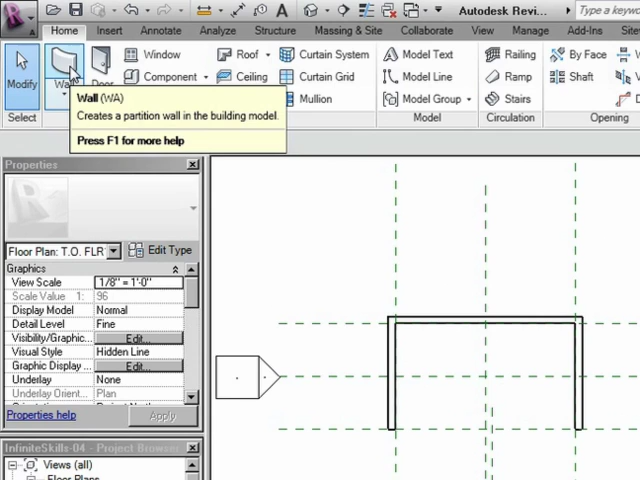 Autodesk Revi...
Type a keyw
Home Insert Annotate Analyze Structure Massing & Site Collaborate View Manage Add-Ins
Window Roof Curtain System Model Text Railing By Face
Component Ceiling Curtain Grid Model Line Ramp Shaft
Modify Wall Door Mullion Model Group Stairs
Select Model Circulation Opening
Wall (WA)
Creates a partition wall in the building model.
Press F1 for more help
Properties
Floor Plan: T.O. FLR Edit Type
Graphics
View Scale 1/8" = 1'-0"
Scale Value 1: 96
Display Model Normal
Detail Level Fine
Visibility/Graphic... Edit...
Visual Style Hidden Line
Graphic Display ... Edit...
Underlay None
Underlay Orient... Plan
Properties help Apply
InfiniteSkills-04 - Project Browser
Views (all)
Floor Plans